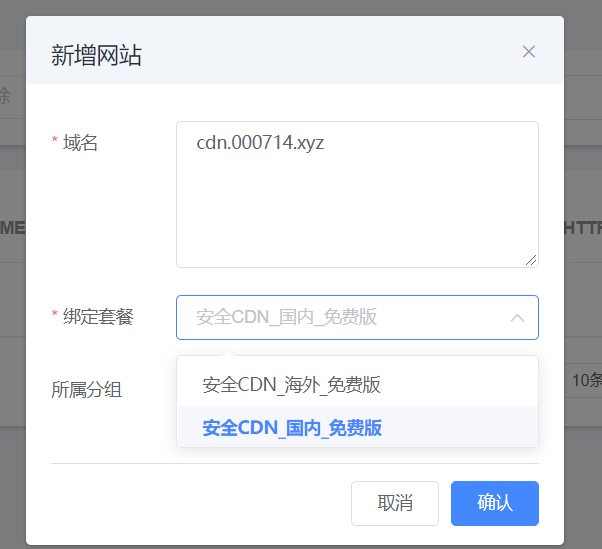 新增网站
除
* 域名
cdn.000714.xyz
ME
HTTP
* 绑定套餐
安全CDN_国内_免费版
所属分组
安全CDN_海外_免费版
10条
安全CDN_国内_免费版
取消
确认